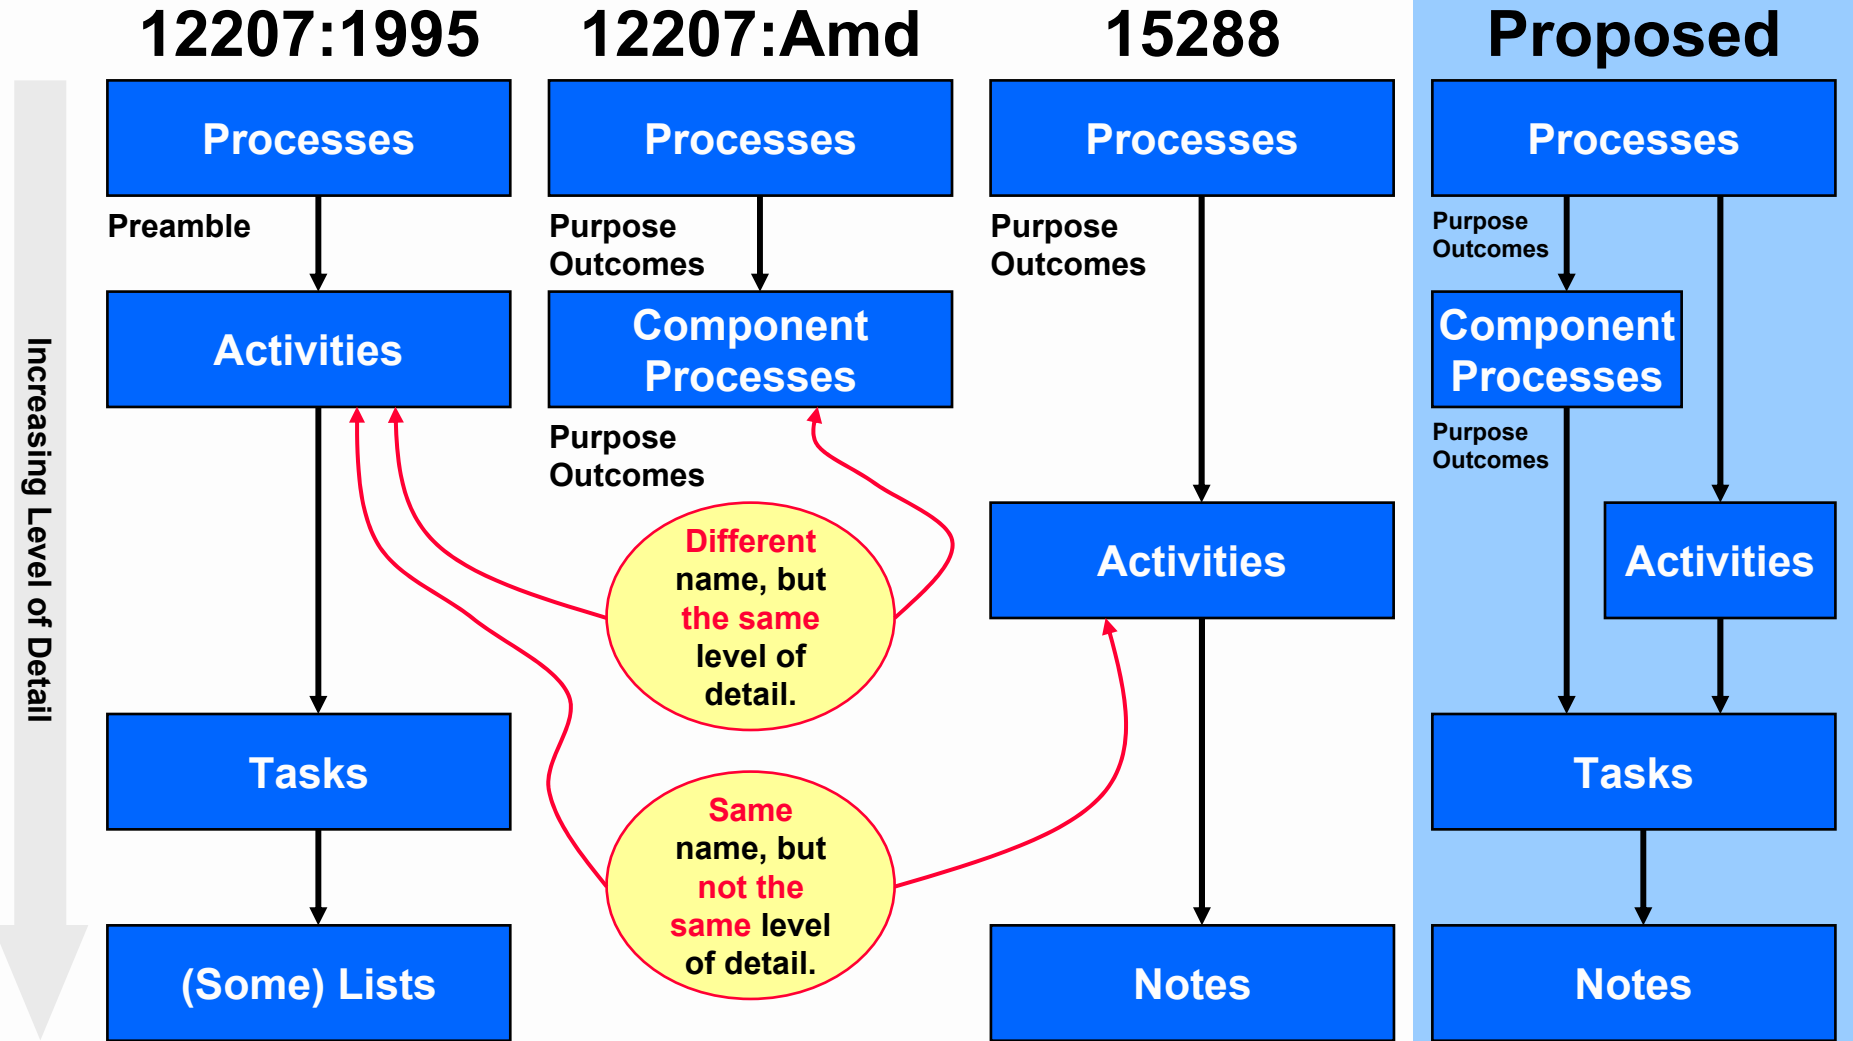 12207:1995
12207:Amd
15288
Proposed
Increasing Level of Detail
Processes
Preamble
Activities
Tasks
(Some) Lists
Processes
Purpose
Outcomes
Component
Processes
Purpose
Outcomes
Different
name, but
the same
level of
detail.
Same
name, but
not the
same level
of detail.
Processes
Purpose
Outcomes
Activities
Notes
Processes
Purpose
Outcomes
Component
Processes
Purpose
Outcomes
Activities
Tasks
Notes